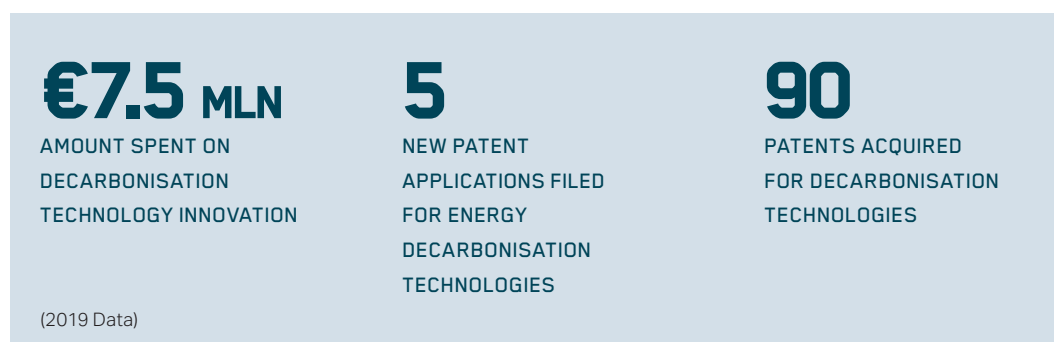 €7.5 MLN
AMOUNT SPENT ON
DECARBONISATION
TECHNOLOGY INNOVATION
5
NEW PATENT
APPLICATIONS FILED
FOR ENERGY
DECARBONISATION
TECHNOLOGIES
90
PATENTS ACQUIRED
FOR DECARBONISATION
TECHNOLOGIES
(2019 Data)